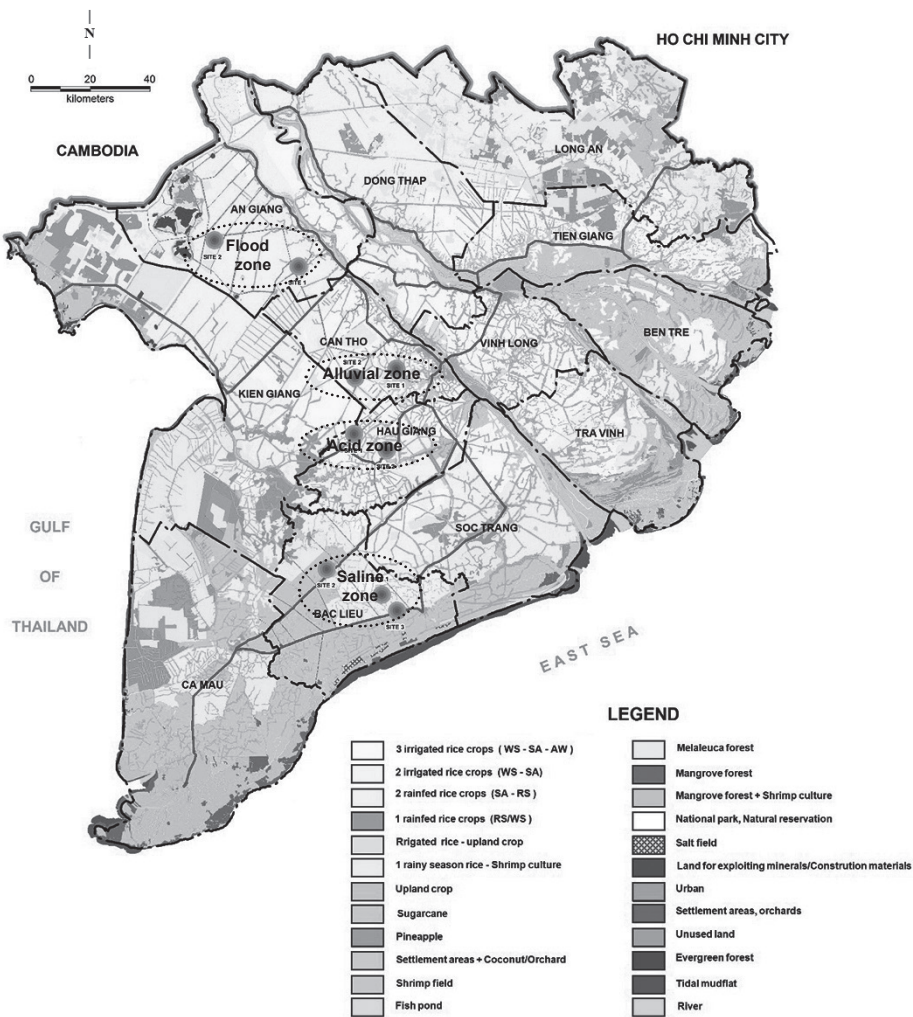 N
HO CHI MINH CITY
0 20 40
kilometers
CAMBODIA
LONG AN
DONG THAP
AN GIANG
TIEN GIANG
Flood
zone
SITE 2
SITE 1
BEN TRE
CAN THO
VINH LONG
SITE 2
Alluvial zone
SITE 1
KIEN GIANG
HAU GIANG
TRA VINH
Acid zone
GULF
OF
THAILAND
SOC TRANG
Saline
zone
SITE 2
BAC LIEU
SITE 3
EAST SEA
CA MAU
LEGEND
3 irrigated rice crops ( WS - SA - AW )
2 irrigated rice crops (WS - SA)
2 rainfed rice crops (SA - RS )
1 rainfed rice crops (RS/WS )
Rrigated rice - upland crop
1 rainy season rice - Shrimp culture
Upland crop
Sugarcane
Pineapple
Settlement areas + Coconut/Orchard
Shrimp field
Fish pond
Melaleuca forest
Mangrove forest
Mangrove forest + Shrimp culture
National park, Natural reservation
Salt field
Land for exploiting minerals/Constrution materials
Urban
Settlement areas, orchards
Unused land
Evergreen forest
Tidal mudflat
River